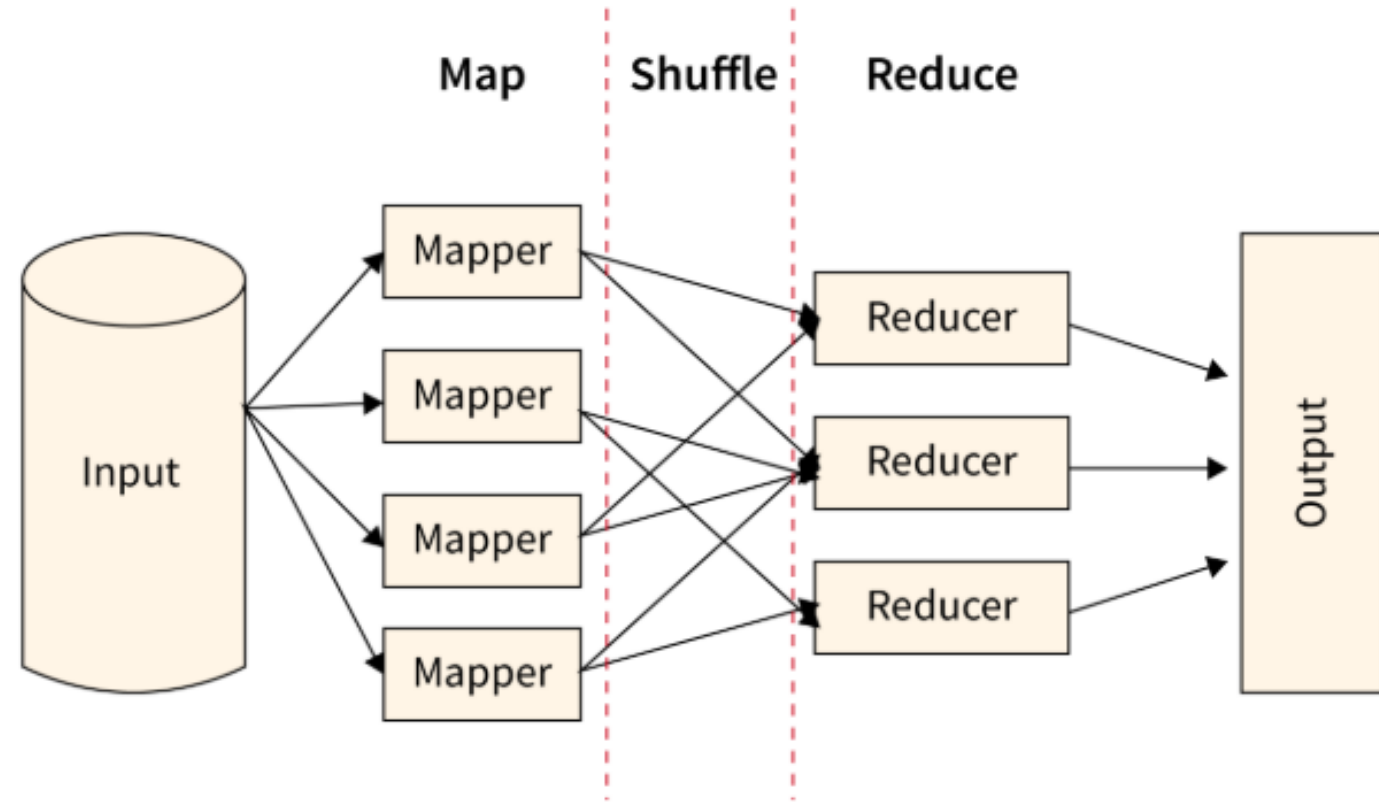 Map Shuffle Reduce
Mapper
Mapper
Mapper
Mapper
Input
Reducer
Reducer
Reducer
Output